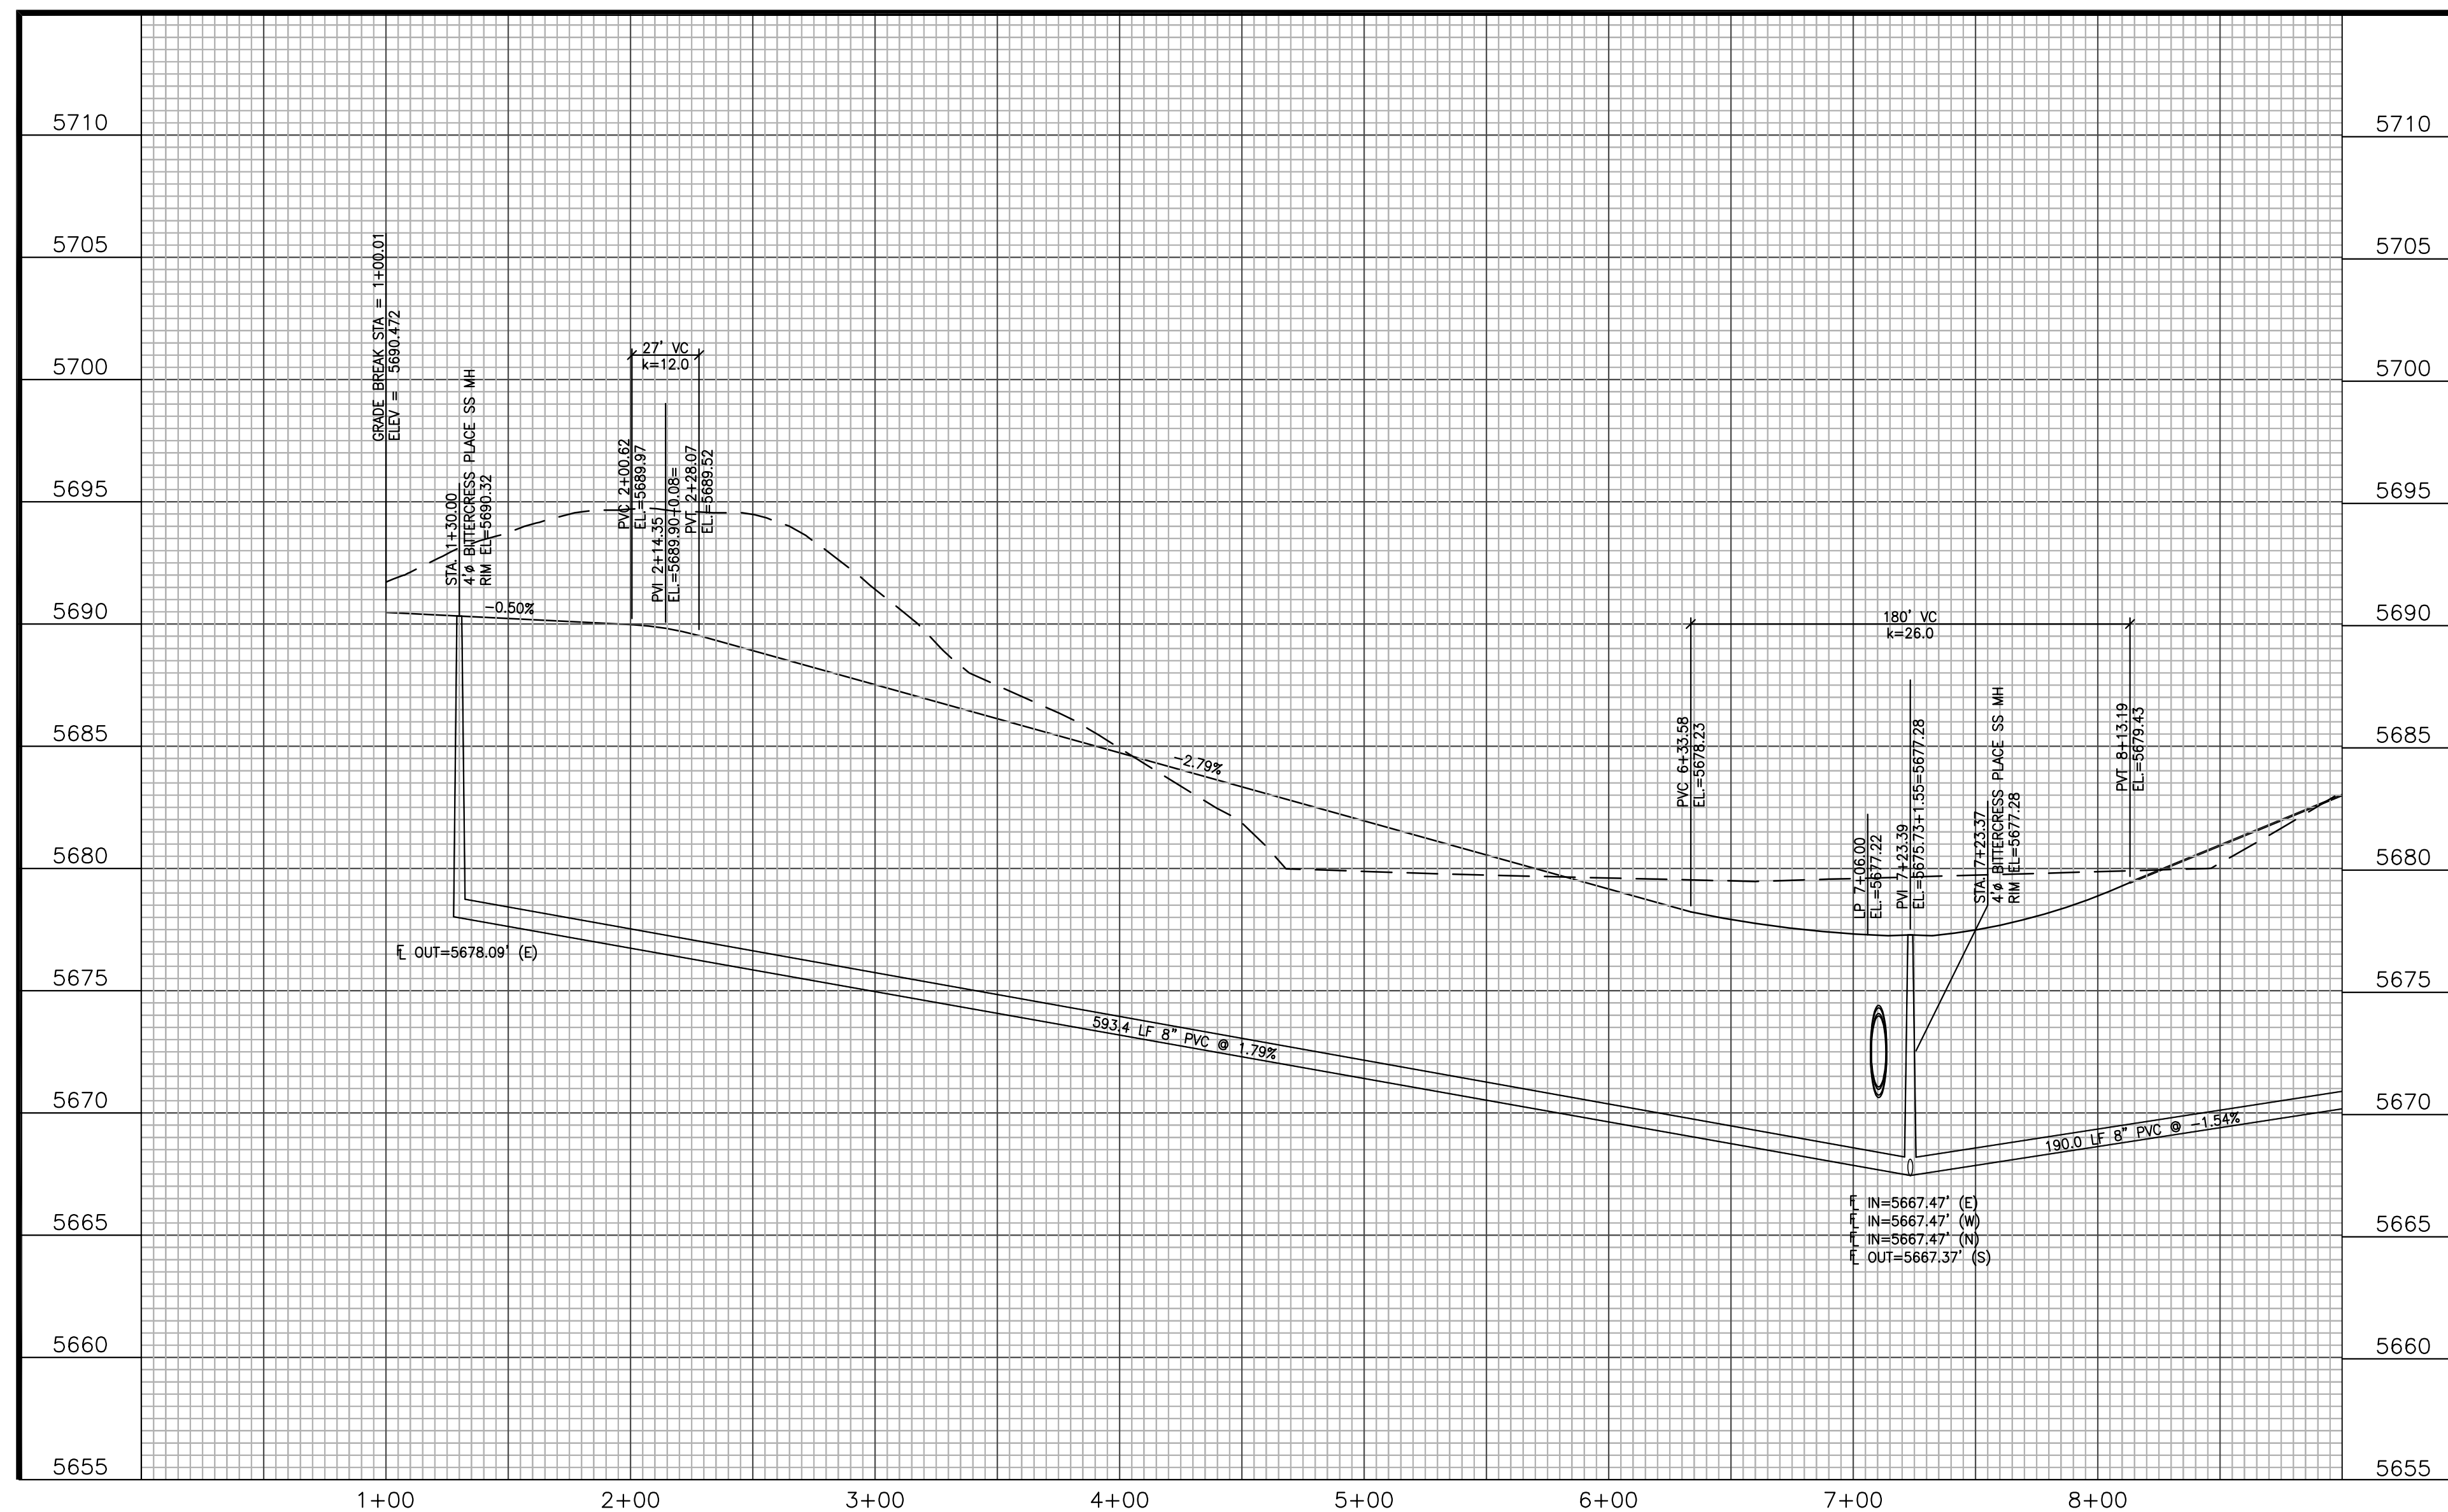 5710
5705
5700
5695
5690
5685
5680
5675
5670
5665
5660
5655
GRADE BREAK STA = 1+00.01
ELEV = 5690.472
STA. 1+30.00
4'ø BITTERCRESS PLACE SS MH
RIM EL=5690.32
-0.50%
27' VC
k=12.0
PVC 2+00.62
EL.=5689.97
PVI 2+14.35
EL.=5689.90-0.08=
PVT 2+28.07
EL.=5689.52
-2.79%
180' VC
k=26.0
PVC 6+33.58
EL.=5678.23
LP 7+06.00
EL.=5677.22
PVI 7+23.39
EL.=5675.73+1.55=5677.28
STA. 7+23.37
4'ø BITTERCRESS PLACE SS MH
RIM EL=5677.28
PVT 8+13.19
EL.=5679.43
FL OUT=5678.09' (E)
593.4 LF 8" PVC @ 1.79%
190.0 LF 8" PVC @ -1.54%
FL IN=5667.47' (E)
FL IN=5667.47' (W)
FL IN=5667.47' (N)
FL OUT=5667.37' (S)
5710
5705
5700
5695
5690
5685
5680
5675
5670
5665
5660
5655
1+00 2+00 3+00 4+00 5+00 6+00 7+00 8+00